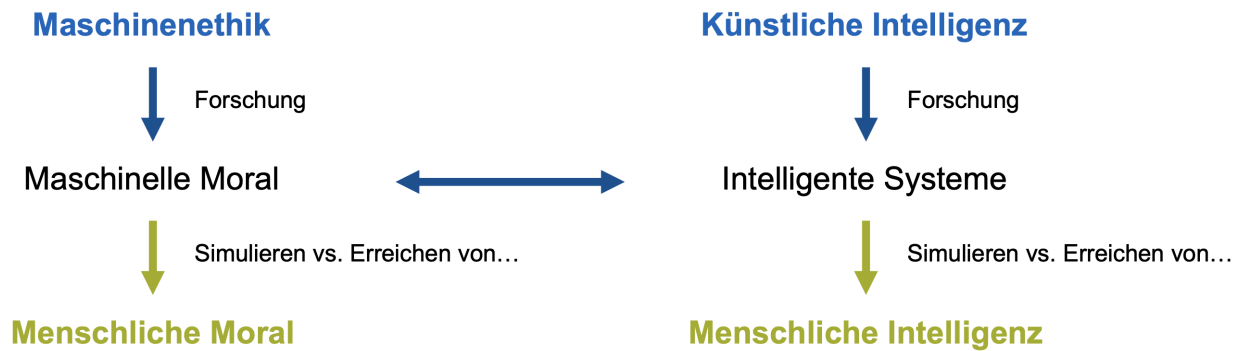 Maschinenethik
Künstliche Intelligenz
Forschung
Forschung
Maschinelle Moral
Intelligente Systeme
Simulieren vs. Erreichen von…
Simulieren vs. Erreichen von…
Menschliche Moral
Menschliche Intelligenz